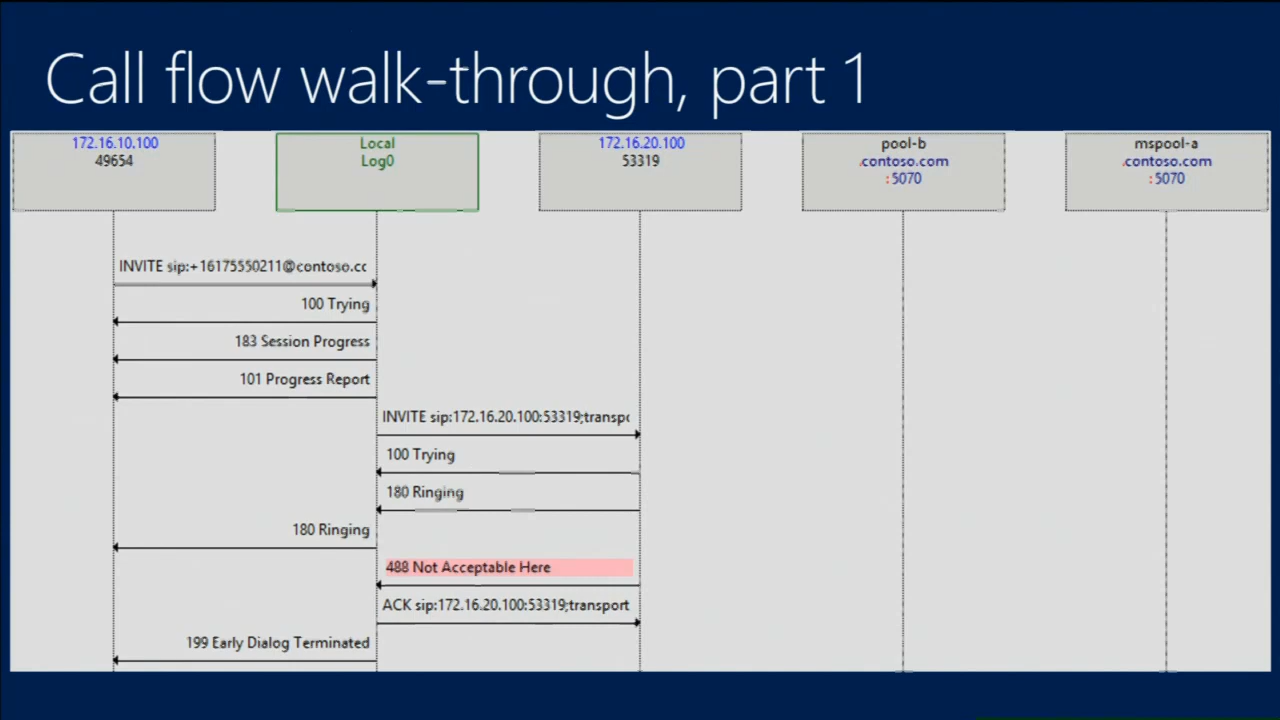 Call flow walk-through, part 1
172.16.10.100
49654
Local
Log0
172.16.20.100
53319
pool-b
.contoso.com
: 5070
mspool-a
.contoso.com
: 5070
INVITE sip:+16175550211@contoso.cc
100 Trying
183 Session Progress
101 Progress Report
INVITE sip:172.16.20.100:53319;transpo
100 Trying
180 Ringing
180 Ringing
488 Not Acceptable Here
ACK sip:172.16.20.100:53319;transport
199 Early Dialog Terminated